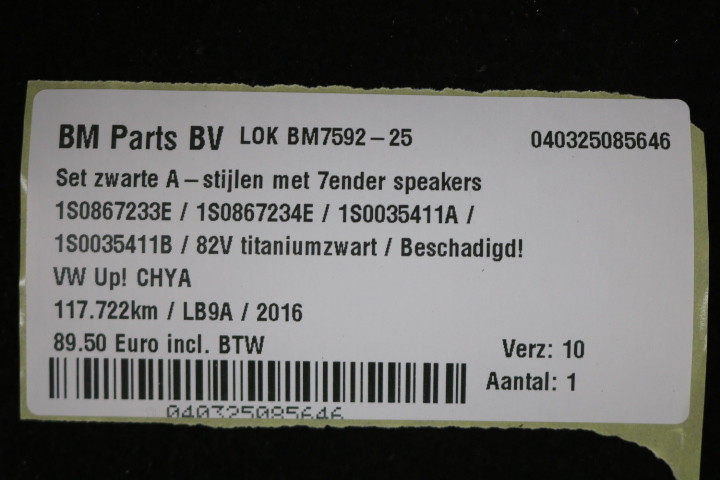 BM Parts BV LOK BM7592-25 040325085646
Set zwarte A-stijlen met 7ender speakers
1S0867233E / 1S0867234E / 1S0035411A /
1S0035411B / 82V titaniumzwart / Beschadigd!
VW Up! CHYA
117.722km / LB9A / 2016
89.50 Euro incl. BTW
Verz: 10
Aantal: 1
040325085646